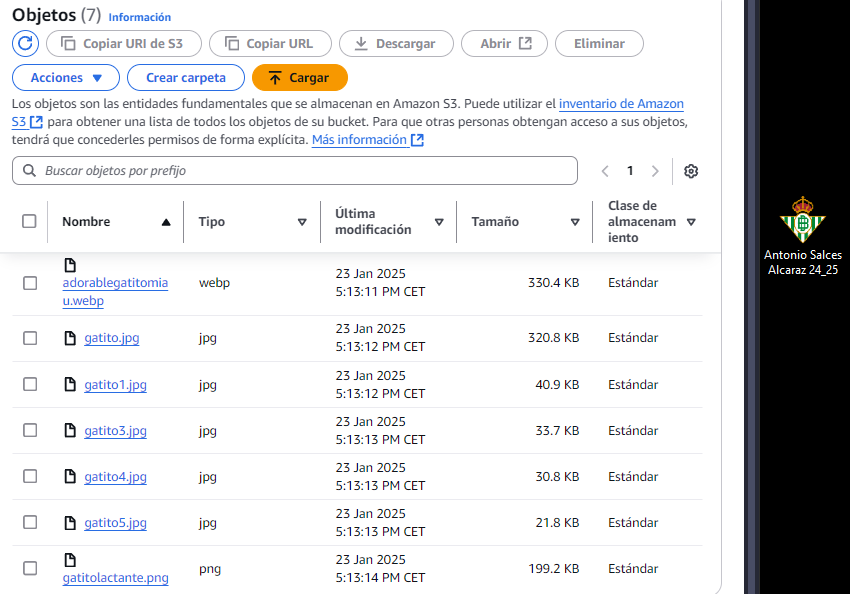 Objetos (7) Información
Copiar URI de S3 Copiar URL Descargar Abrir Eliminar
Acciones Crear carpeta Cargar
Los objetos son las entidades fundamentales que se almacenan en Amazon S3. Puede utilizar el inventario de Amazon
S3 para obtener una lista de todos los objetos de su bucket. Para que otras personas obtengan acceso a sus objetos,
tendrá que concederles permisos de forma explícita. Más información
Buscar objetos por prefijo
1
Nombre Tipo Última modificación Tamaño Clase de almacenam iento
adorablegatitomia
u.webp
webp
23 Jan 2025
5:13:11 PM CET
330.4 KB
Estándar
gatito.jpg
jpg
23 Jan 2025
5:13:12 PM CET
320.8 KB
Estándar
gatito1.jpg
jpg
23 Jan 2025
5:13:12 PM CET
40.9 KB
Estándar
gatito3.jpg
jpg
23 Jan 2025
5:13:13 PM CET
33.7 KB
Estándar
gatito4.jpg
jpg
23 Jan 2025
5:13:13 PM CET
30.8 KB
Estándar
gatito5.jpg
jpg
23 Jan 2025
5:13:13 PM CET
21.8 KB
Estándar
gatitolactante.png
png
23 Jan 2025
5:13:14 PM CET
199.2 KB
Estándar
Antonio Salces
Alcaraz 24_25